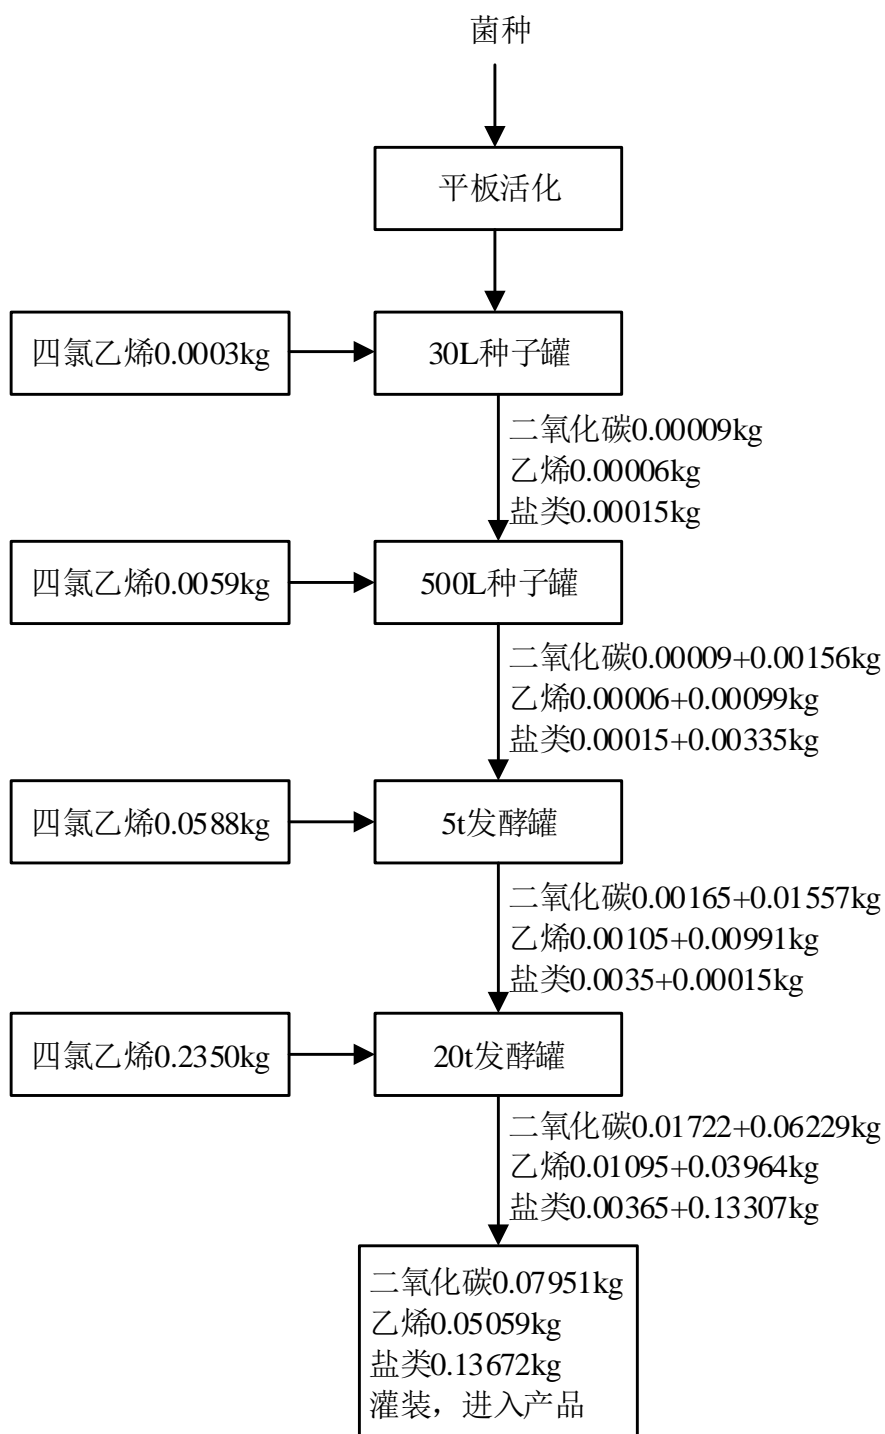 菌种
平板活化
四氯乙烯0.0003kg
30L种子罐
二氧化碳0.00009kg
乙烯0.00006kg
盐类0.00015kg
四氯乙烯0.0059kg
500L种子罐
二氧化碳0.00009+0.00156kg
乙烯0.00006+0.00099kg
盐类0.00015+0.00335kg
四氯乙烯0.0588kg
5t发酵罐
二氧化碳0.00165+0.01557kg
乙烯0.00105+0.00991kg
盐类0.0035+0.00015kg
四氯乙烯0.2350kg
20t发酵罐
二氧化碳0.01722+0.06229kg
乙烯0.01095+0.03964kg
盐类0.00365+0.13307kg
二氧化碳0.07951kg
乙烯0.05059kg
盐类0.13672kg
灌装，进入产品